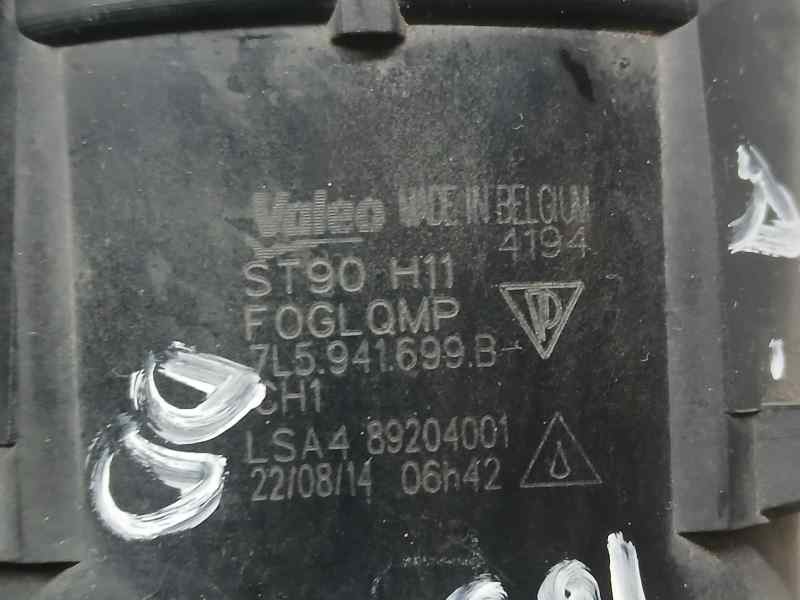 Valeo MADE IN BELGIUM
4194
ST90 H11
FOGLQMP
7L5.941.699.B-
CH1
LSA4 89204001
22/08/14 06h42